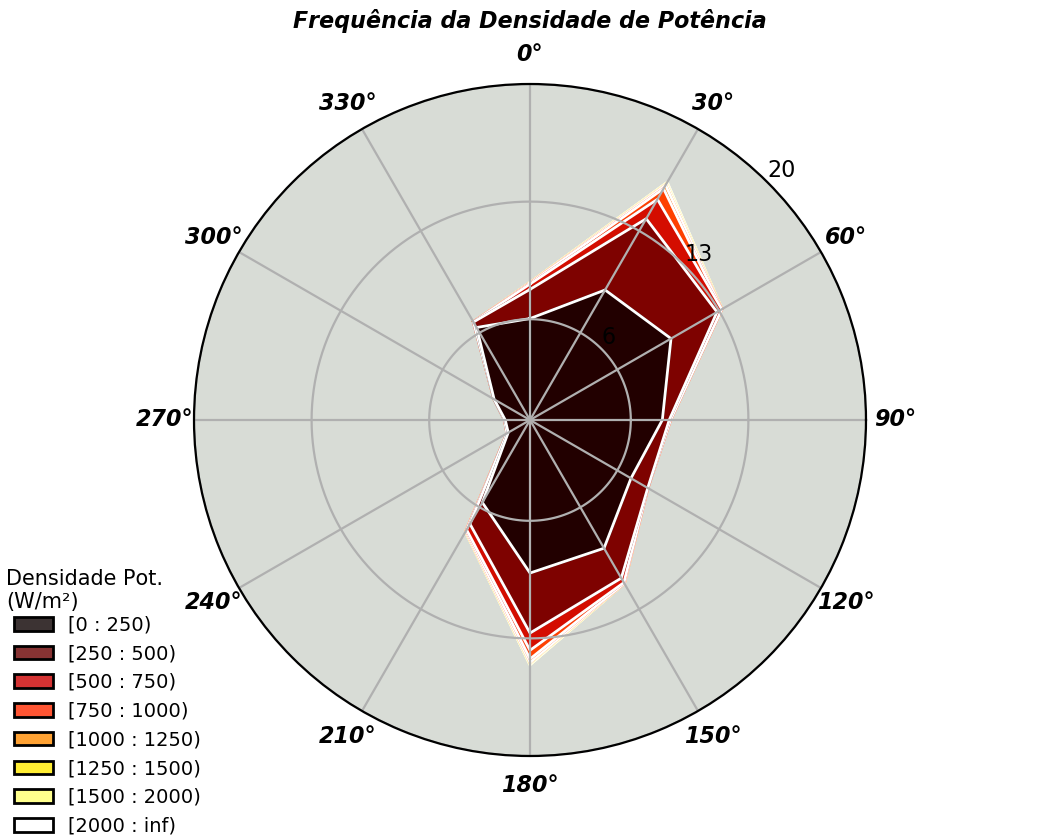 Frequência da Densidade de Potência
0°
330°
30°
20
300°
60°
13
6
270°
90°
Densidade Pot.
(W/m²)
240°
120°
[0 : 250)
[250 : 500)
[500 : 750)
[750 : 1000)
210°
150°
[1000 : 1250)
[1250 : 1500)
180°
[1500 : 2000)
[2000 : inf)